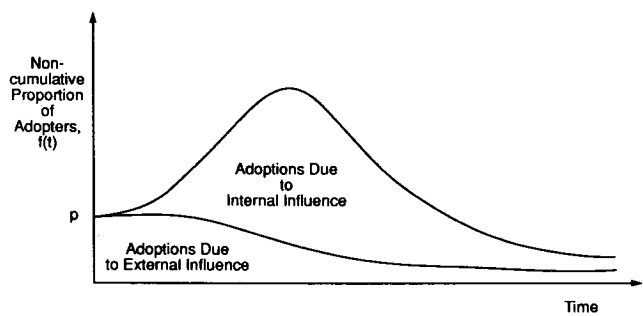 Non-
cumulative
Proportion
of
Adopters,
f(t)
Adoptions Due
to
Internal Influence
p
Adoptions Due
to External Influence
Time